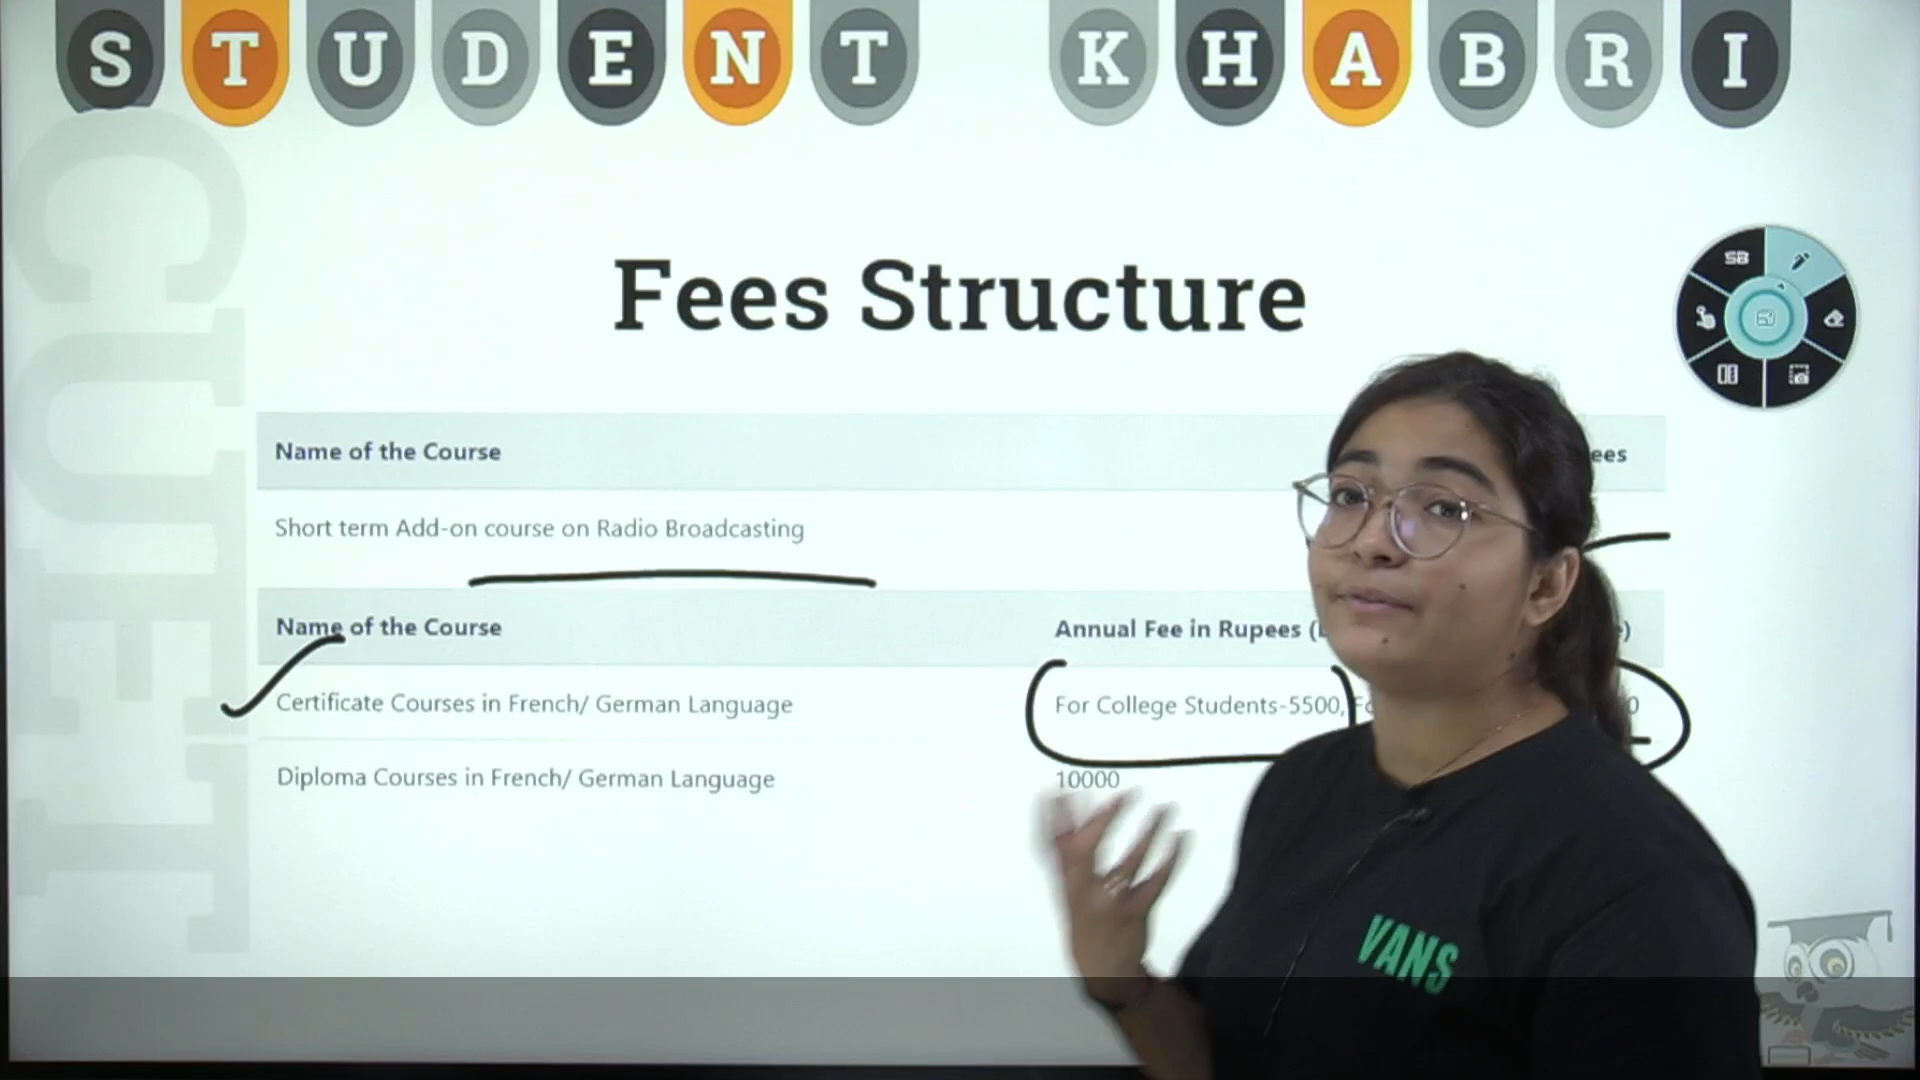 STUDENT KHABRI
CUET
Fees Structure
SB
Name of the Course
Short term Add-on course on Radio Broadcasting
Name of the Course Annual Fee in Rupees (
Certificate Courses in French/ German Language For College Students-5500,
Diploma Courses in French/ German Language 10000
VANS